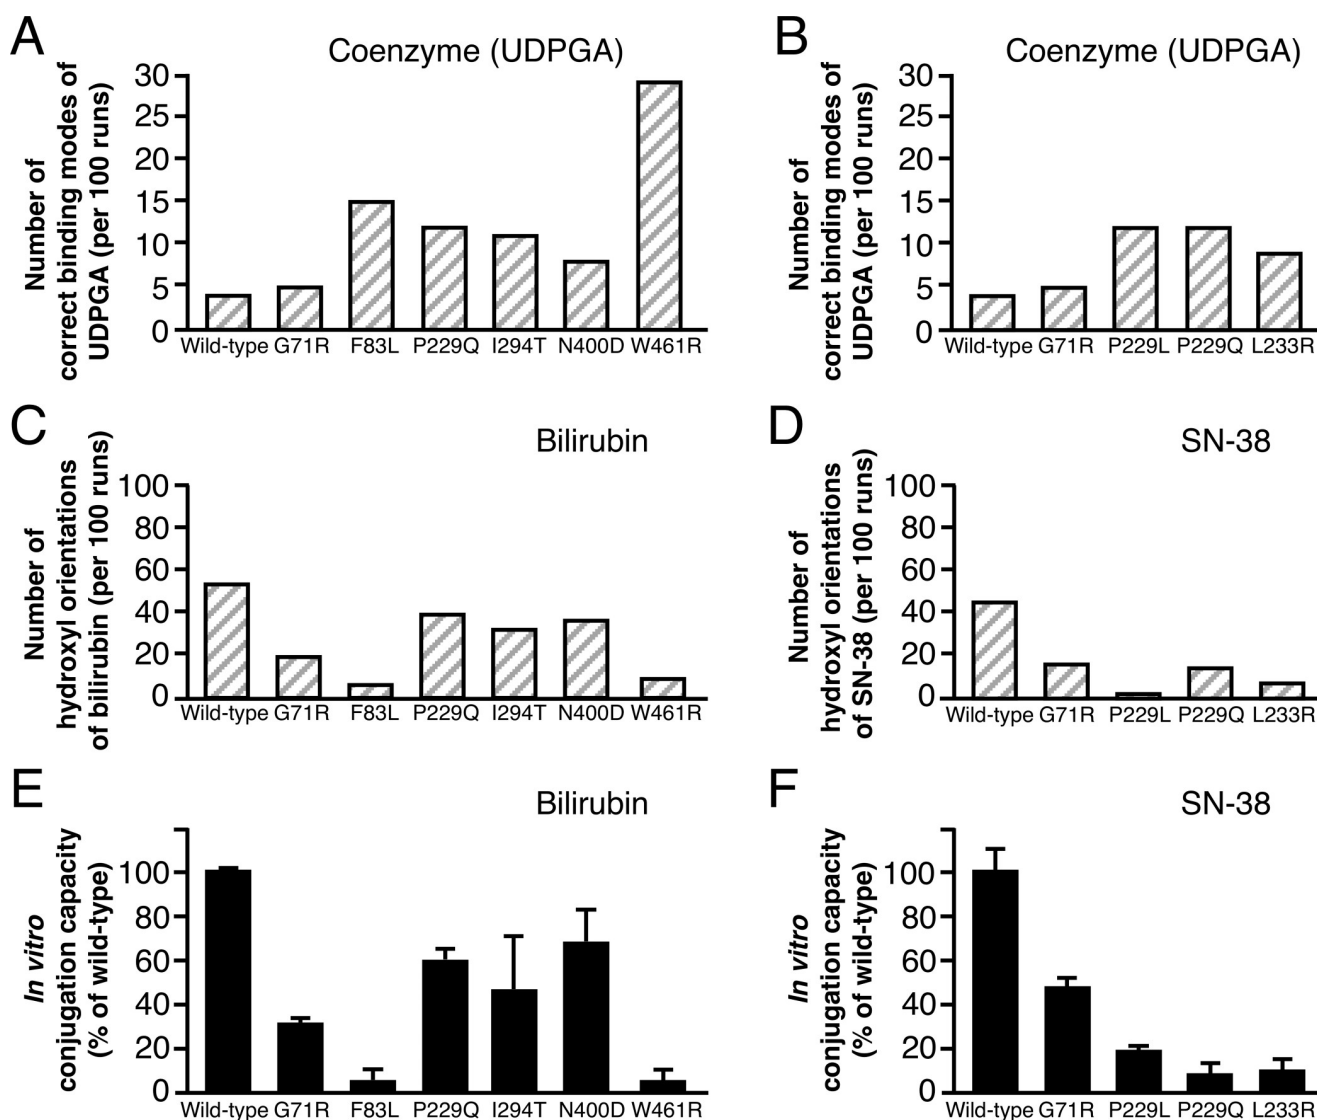 A
Coenzyme (UDPGA)
Number of
correct binding modes of
UDPGA (per 100 runs)
30
25
20
15
10
5
0
Wild-type G71R F83L P229Q I294T N400D W461R
B
Coenzyme (UDPGA)
Number of
correct binding modes of
UDPGA (per 100 runs)
30
25
20
15
10
5
0
Wild-type G71R P229L P229Q L233R
C
Bilirubin
Number of
hydroxyl orientations
of bilirubin (per 100 runs)
100
80
60
40
20
0
Wild-type G71R F83L P229Q I294T N400D W461R
D
SN-38
Number of
hydroxyl orientations
of SN-38 (per 100 runs)
100
80
60
40
20
0
Wild-type G71R P229L P229Q L233R
E
Bilirubin
In vitro
conjugation capacity
(% of wild-type)
100
80
60
40
20
0
Wild-type G71R F83L P229Q I294T N400D W461R
F
SN-38
In vitro
conjugation capacity
(% of wild-type)
100
80
60
40
20
0
Wild-type G71R P229L P229Q L233R